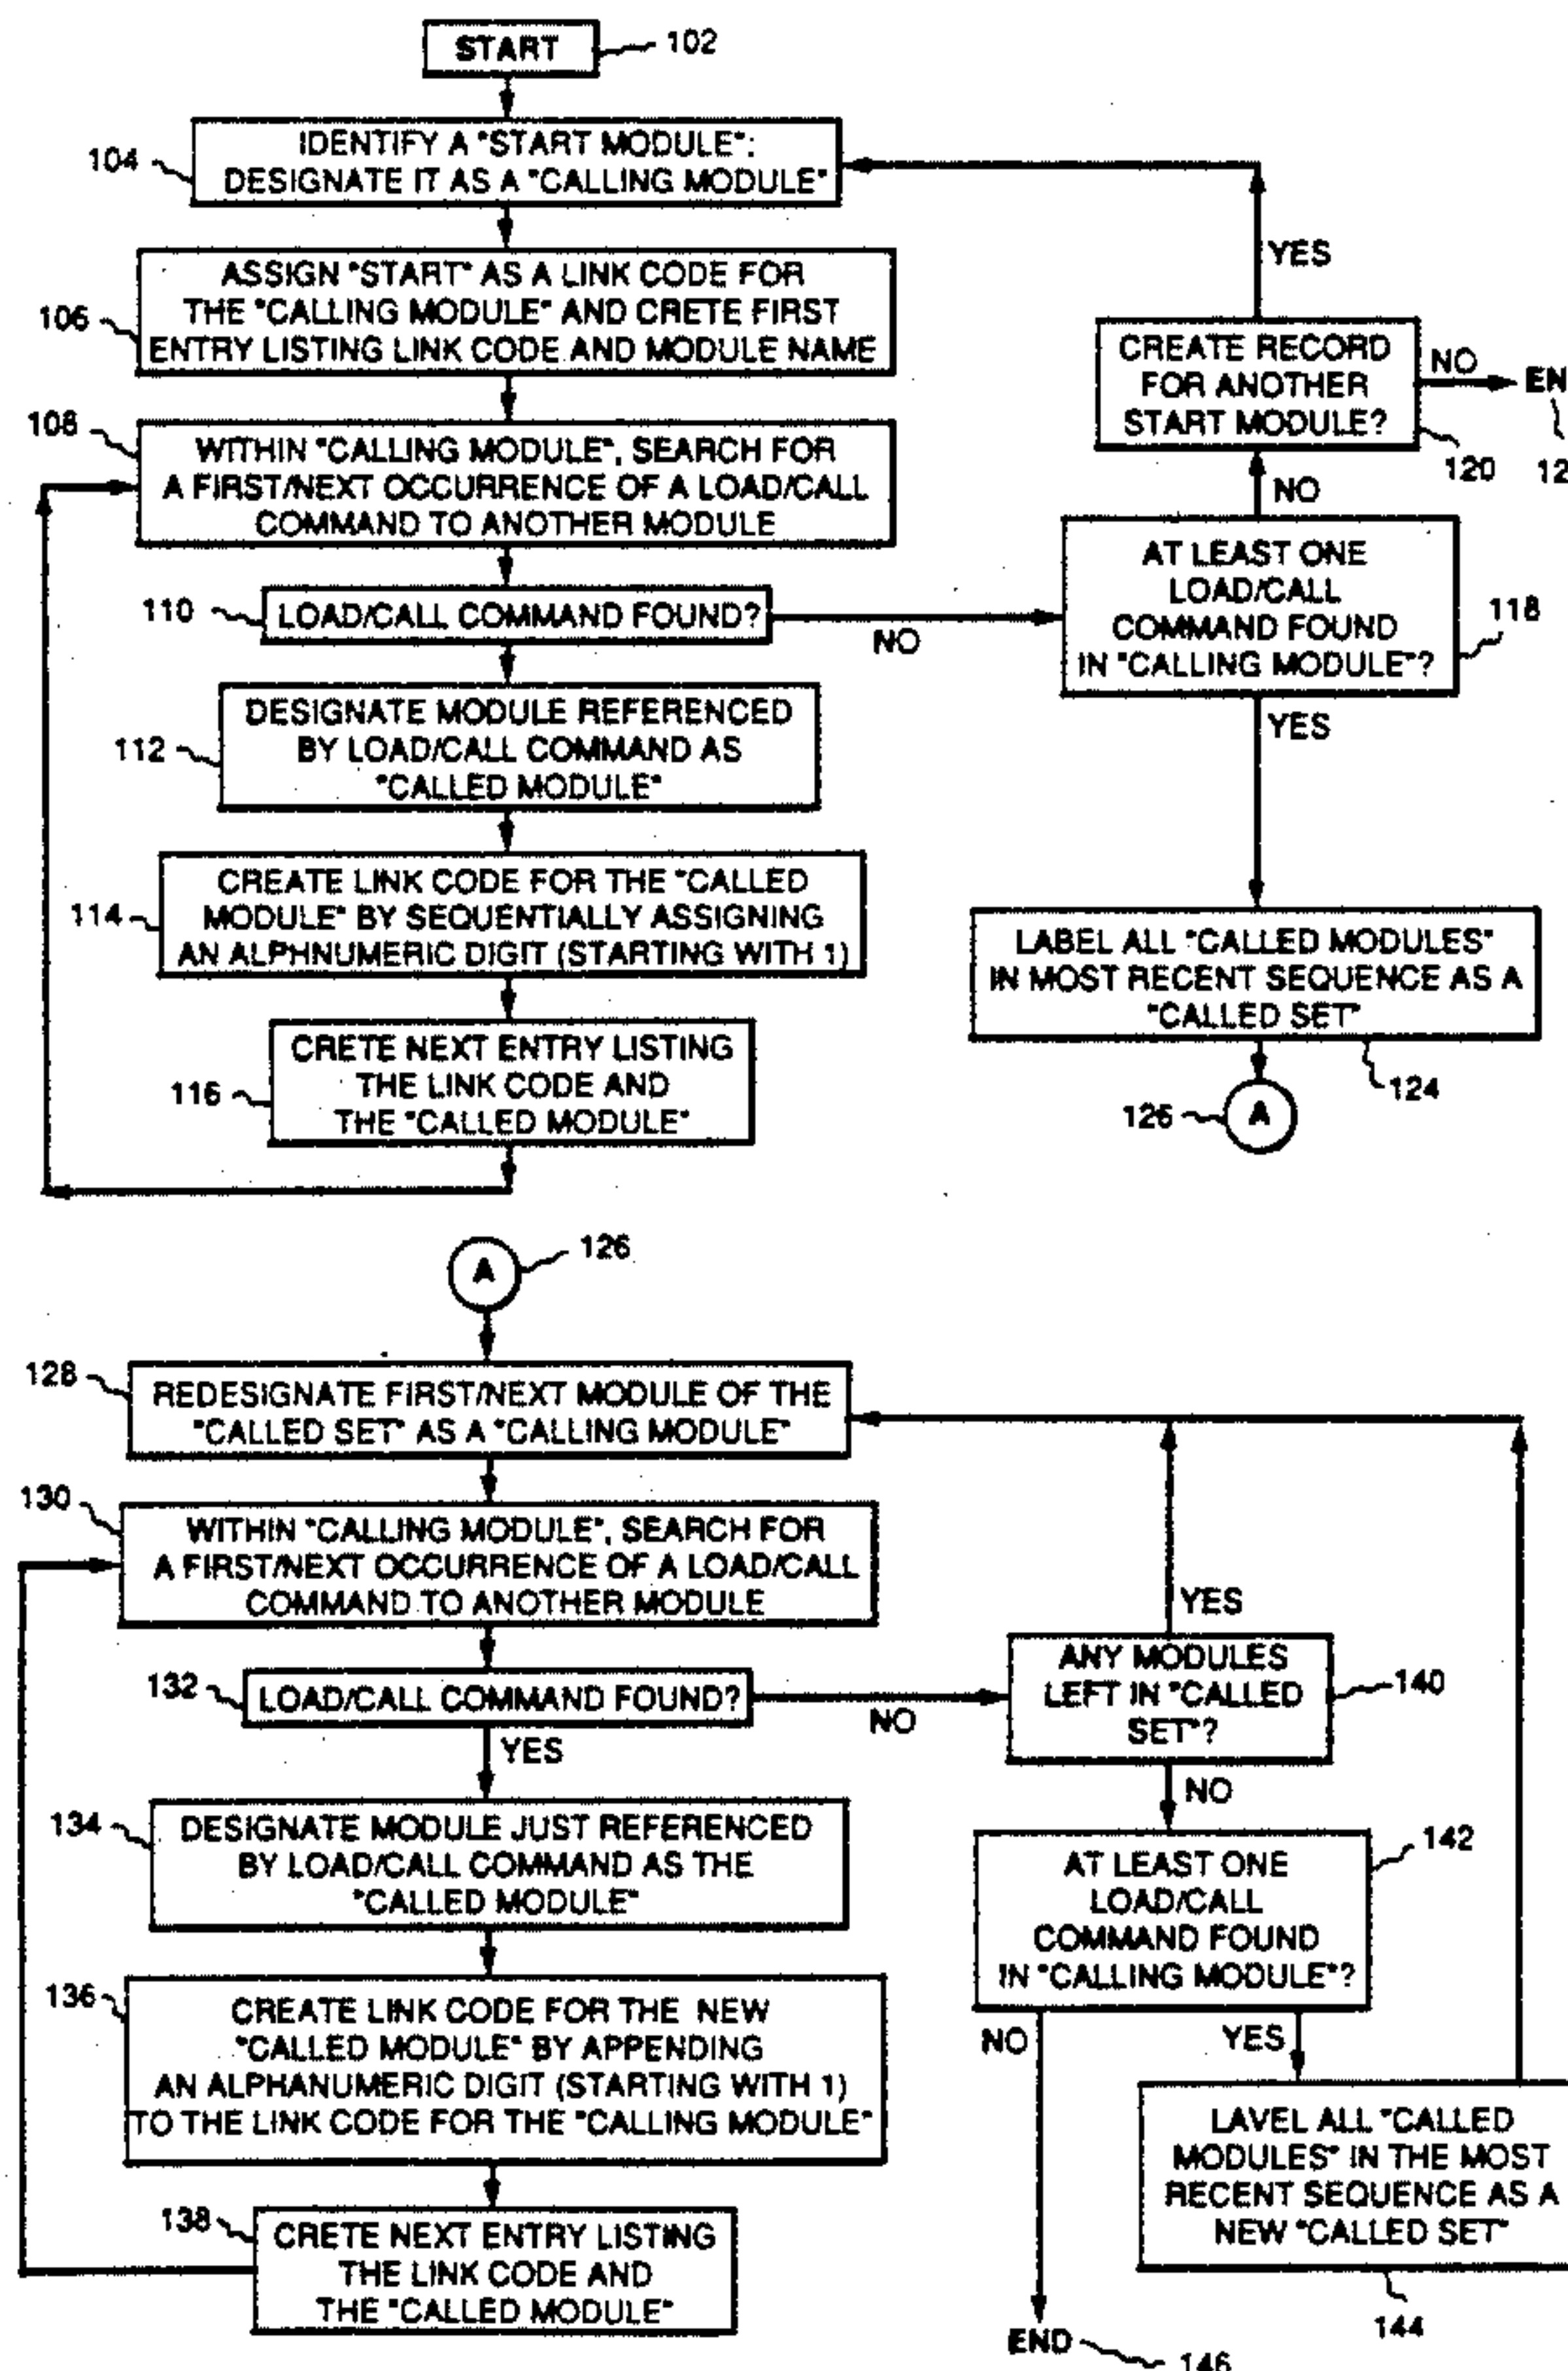 START
102
104
IDENTIFY A "START MODULE":
DESIGNATE IT AS A "CALLING MODULE"
106
ASSIGN "START" AS A LINK CODE FOR
THE "CALLING MODULE" AND CRETE FIRST
ENTRY LISTING LINK CODE AND MODULE NAME
108
WITHIN "CALLING MODULE", SEARCH FOR
A FIRST/NEXT OCCURRENCE OF A LOAD/CALL
COMMAND TO ANOTHER MODULE
110
LOAD/CALL COMMAND FOUND?
NO
112
DESIGNATE MODULE REFERENCED
BY LOAD/CALL COMMAND AS
"CALLED MODULE"
114
CREATE LINK CODE FOR THE "CALLED
MODULE" BY SEQUENTIALLY ASSIGNING
AN ALPHNUMERIC DIGIT (STARTING WITH 1)
116
CRETE NEXT ENTRY LISTING
THE LINK CODE AND
THE "CALLED MODULE"
YES
CREATE RECORD
FOR ANOTHER
START MODULE?
NO
EN
120
12
NO
AT LEAST ONE
LOAD/CALL
COMMAND FOUND
IN "CALLING MODULE"?
118
YES
LABEL ALL "CALLED MODULES"
IN MOST RECENT SEQUENCE AS A
"CALLED SET"
124
126
A
A
126
128
REDESIGNATE FIRST/NEXT MODULE OF THE
"CALLED SET" AS A "CALLING MODULE"
130
WITHIN "CALLING MODULE", SEARCH FOR
A FIRST/NEXT OCCURRENCE OF A LOAD/CALL
COMMAND TO ANOTHER MODULE
132
LOAD/CALL COMMAND FOUND?
NO
YES
134
DESIGNATE MODULE JUST REFERENCED
BY LOAD/CALL COMMAND AS THE
"CALLED MODULE"
136
CREATE LINK CODE FOR THE NEW
"CALLED MODULE" BY APPENDING
AN ALPHANUMERIC DIGIT (STARTING WITH 1)
TO THE LINK CODE FOR THE "CALLING MODULE"
138
CRETE NEXT ENTRY LISTING
THE LINK CODE AND
THE "CALLED MODULE"
YES
ANY MODULES
LEFT IN "CALLED
SET"?
140
NO
AT LEAST ONE
LOAD/CALL
COMMAND FOUND
IN "CALLING MODULE"?
142
NO
YES
LAVEL ALL "CALLED
MODULES" IN THE MOST
RECENT SEQUENCE AS A
NEW "CALLED SET"
144
END
146